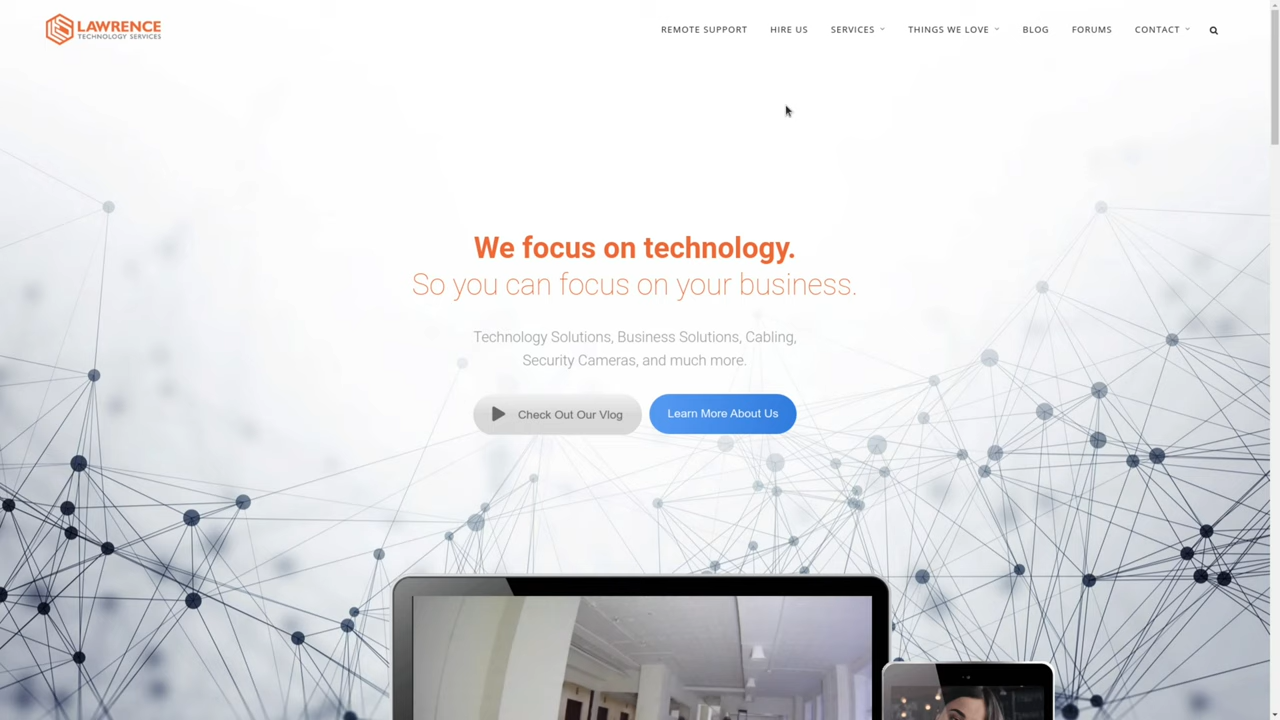 LAWRENCE
TECHNOLOGY SERVICES
REMOTE SUPPORT
HIRE US
SERVICES
THINGS WE LOVE
BLOG
FORUMS
CONTACT
We focus on technology.
So you can focus on your business.
Technology Solutions, Business Solutions, Cabling,
Security Cameras, and much more.
Check Out Our Vlog
Learn More About Us